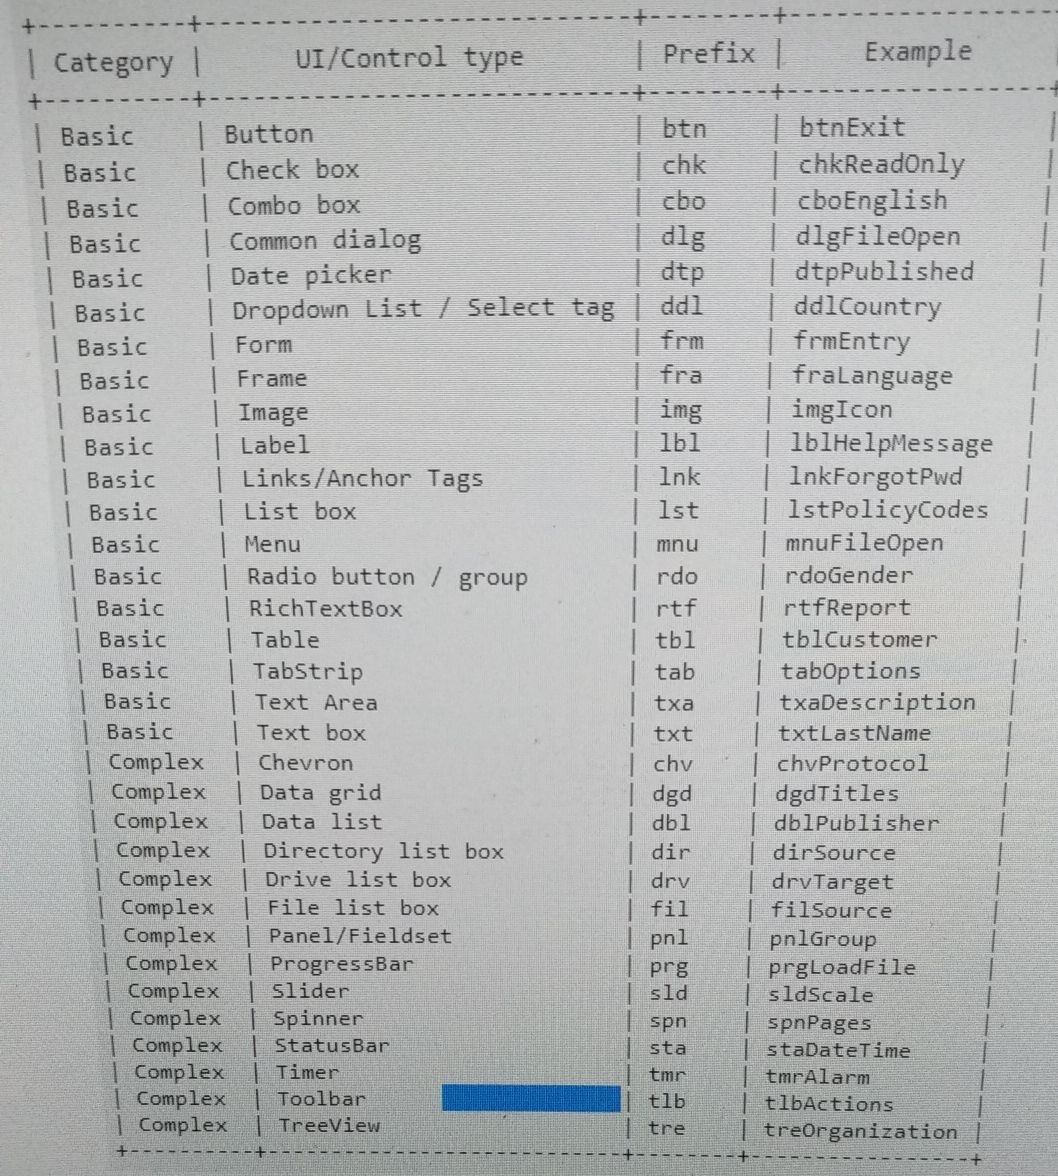 +----------+----------------------------+--------+------------------+
| Category | UI/Control type | Prefix | Example
+----------+----------------------------+--------+------------------+
| Basic | Button | btn | btnExit |
| Basic | Check box | chk | chkReadOnly |
| Basic | Combo box | cbo | cboEnglish |
| Basic | Common dialog | dlg | dlgFileOpen |
| Basic | Date picker | dtp | dtpPublished |
| Basic | Dropdown List / Select tag | ddl | ddlCountry |
| Basic | Form | frm | frmEntry |
| Basic | Frame | fra | fraLanguage |
| Basic | Image | img | imgIcon |
| Basic | Label | lbl | lblHelpMessage |
| Basic | Links/Anchor Tags | lnk | lnkForgotPwd |
| Basic | List box | lst | lstPolicyCodes |
| Basic | Menu | mnu | mnuFileOpen |
| Basic | Radio button / group | rdo | rdoGender |
| Basic | RichTextBox | rtf | rtfReport |
| Basic | Table | tbl | tblCustomer |
| Basic | TabStrip | tab | tabOptions |
| Basic | Text Area | txa | txaDescription |
| Basic | Text box | txt | txtLastName |
| Complex | Chevron | chv | chvProtocol |
| Complex | Data grid | dgd | dgdTitles |
| Complex | Data list | dbl | dblPublisher |
| Complex | Directory list box | dir | dirSource |
| Complex | Drive list box | drv | drvTarget |
| Complex | File list box | fil | filSource |
| Complex | Panel/Fieldset | pnl | pnlGroup |
| Complex | ProgressBar | prg | prgLoadFile |
| Complex | Slider | sld | sldScale |
| Complex | Spinner | spn | spnPages |
| Complex | StatusBar | sta | staDateTime |
| Complex | Timer | tmr | tmrAlarm |
| Complex | Toolbar | tlb | tlbActions |
| Complex | TreeView | tre | treOrganization |
+----------+----------------------------+--------+------------------+